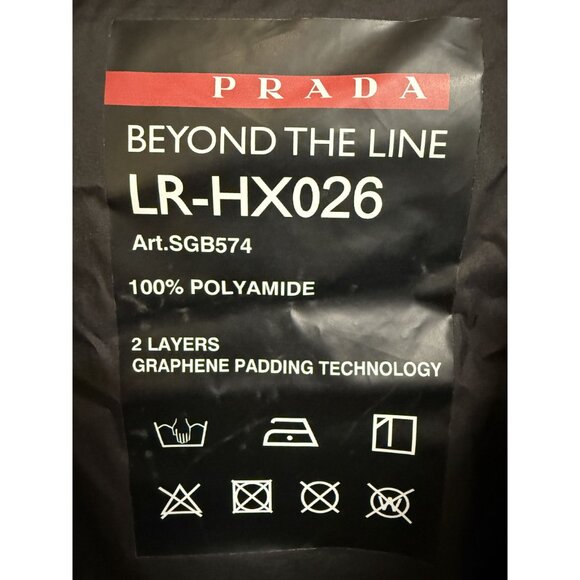 PRADA
BEYOND THE LINE
LR-HX026
Art.SGB574
100% POLYAMIDE
2 LAYERS
GRAPHENE PADDING TECHNOLOGY
W